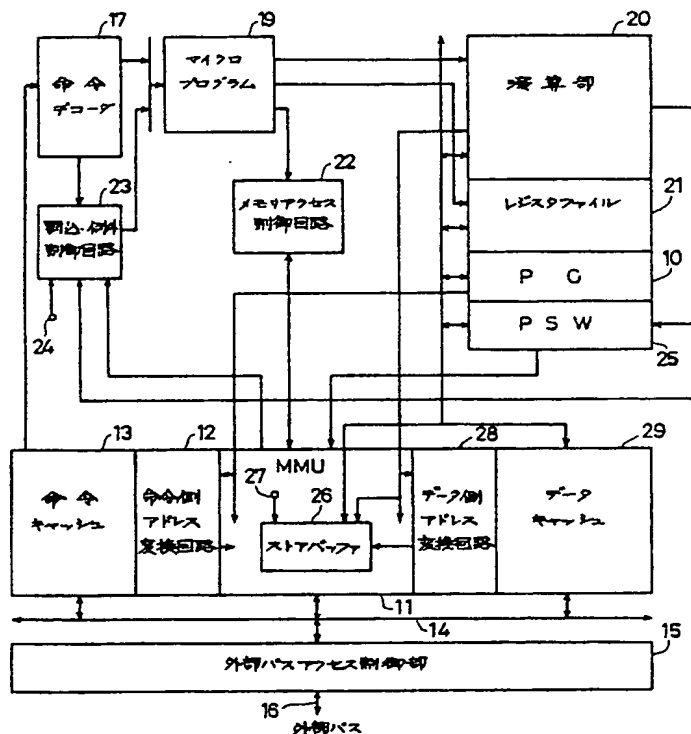 17
19
20
命令
デコーダ
マイクロ
プログラム
演算部
22
23
メモリアクセス
制御回路
割込・例外
制御回路
レジスタファイル
21
P C
10
P S W
24
25
13
12
28
29
MMU
命令
キャッシュ
命令側
アドレス
変換回路
27
26
ストアバッファ
データ側
アドレス
変換回路
データ
キャッシュ
11
14
15
外部バスアクセス制御部
16
外部バス